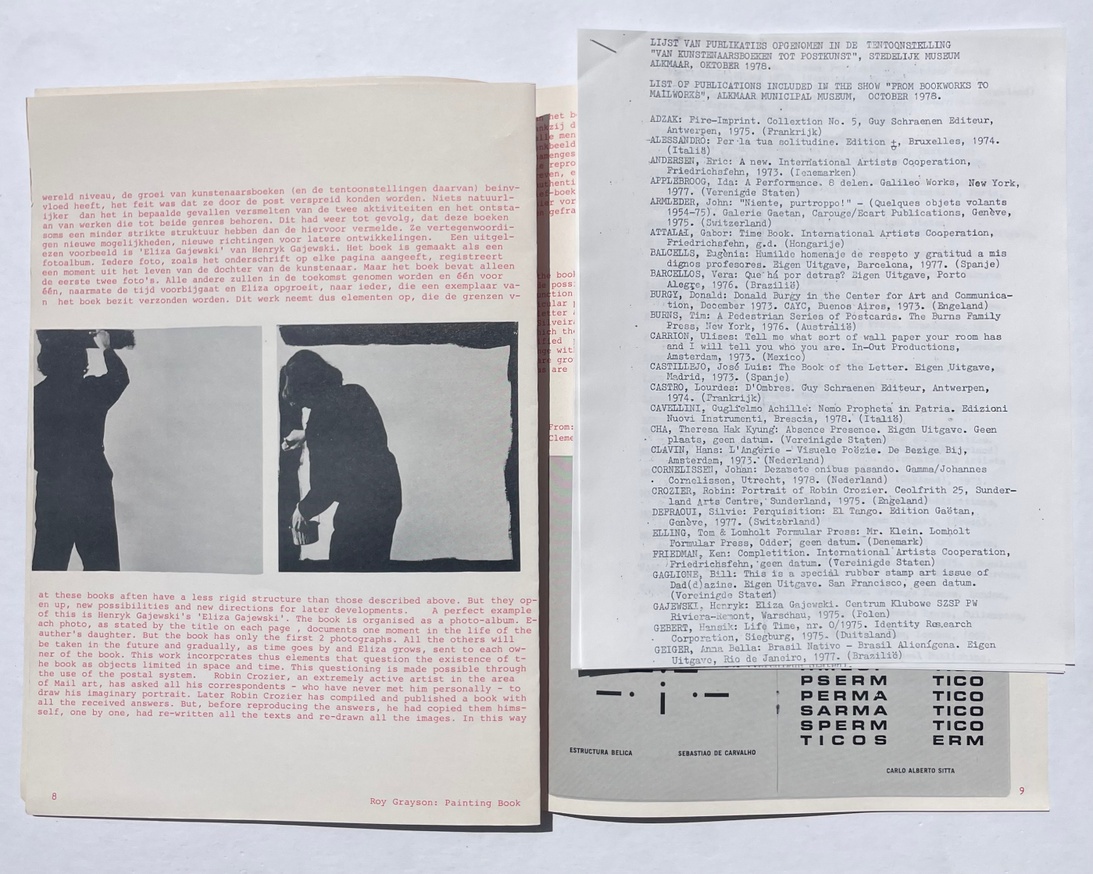 wereld niveau, de groei van kunstenaarsboeken (en de tentoonstellingen daarvan) beinv-
vloed heeft, het feit was dat ze door de post verspreid konden worden. Niets natuurl-
ijker dan het in bepaalde gevallen versmelten van de twee aktiviteiten en het ontsta-
an van werken die tot beide genres behoren. Dit had weer tot gevolg, dat deze boeken
soms een minder strikte struktuur hebben dan de hiervoor vermelde. Ze vertegenwoordi-
gen nieuwe mogelijkheden, nieuwe richtingen voor latere ontwikkelingen. Een uitgel-
ezen voorbeeld is 'Eliza Gajewski' van Henryk Gajewski. Het boek is gemaakt als een
fotoalbum. Iedere foto, zoals het onderschrift op elke pagina aangeeft, registreert
een moment uit het leven van de dochter van de kunstenaar. Maar het boek bevat alleen
de eerste twee foto's. Alle andere zullen in de toekomst genomen worden en één voor
één, naarmate de tijd voorbijgaat en Eliza opgroeit, naar ieder, die een exemplaar va-
n het boek bezit verzonden worden. Dit werk neemt dus elementen op, die de grenzen v-
at these books aften have a less rigid structure than those described above. But they op-
en up, new possibilities and new directions for later developments. A perfect example
of this is Henryk Gajewski's 'Eliza Gajewski'. The book is organised as a photo-album. E-
ach photo, as stated by the title on each page , documents one moment in the life of the
auther's daughter. But the book has only the first 2 photographs. All the others will
be taken in the future and gradually, as time goes by and Eliza grows, sent to each ow-
ner of the book. This work incorporates thus elements that question the existence of t-
he book as objects limited in space and time. This questioning is made possible through
the use of the postal system. Robin Crozier, an extremely active artist in the area
of Mail art, has asked all his correspondents - who have never met him personally - to
draw his imaginary portrait. Later Robin Crozier has compiled and published a book with
all the received answers. But, before reproducing the answers, he had copied them hims-
self, one by one, had re-written all the texts and re-drawn all the images. In this way
8
Roy Grayson: Painting Book
From:
Cleme
LIJST VAN PUBLIKATIES OPGENOMEN IN DE TENTOONSTELLING
"VAN KUNSTENAARSBOEKEN TOT POSTKUNST", STEDELIJK MUSEUM
ALKMAAR, OKTOBER 1978.
LIST OF PUBLICATIONS INCLUDED IN THE SHOW "FROM BOOKWORKS TO
MAILWORKS", ALKMAAR MUNICIPAL MUSEUM, OCTOBER 1978.
ADZAK: Fire-Imprint. Collextion No. 5, Guy Schraenen Editeur,
Antwerpen, 1975. (Frankrijk)
ALESSANDRO: Per la tua solitudine. Edition +, Bruxelles, 1974.
(Italië)
ANDERSEN, Eric: A new. International Artists Cooperation,
Friedrichsfehn, 1973. (Denemarken)
APPLEBROOG, Ida: A Performance. 8 delen. Galileo Works, New York,
1977. (Verenigde Staten)
ARMLEDER, John: "Niente, purtroppo!" - (Quelques objets volants
1954-75). Galerie Gaetan, Carouge/Ecart Publications, Genève,
1975. (Switzerland)
ATTALAI, Gabor: Time Book. International Artists Cooperation,
Friedrichsfehn, g.d. (Hongarije)
BALCELLS, Eugènia: Humilde homenaje de respeto y gratitud a mis
dignos profesores. Eigen Uitgave, Barcelona, 1977. (Spanje)
BARCELLOS, Vera: Que há por detras? Eigen Uitgave, Porto
Alegre, 1976. (Brazilië)
BURGY, Donald: Donald Burgy in the Center for Art and Communica-
tion, December 1973. CAYC, Buenos Aires, 1973. (Engeland)
BURNS, Tim: A Pedestrian Series of Postcards. The Burns Family
Press, New York, 1976. (Australië)
CARRION, Ulises: Tell me what sort of wall paper your room has
and I will tell you who you are. In-Out Productions,
Amsterdam, 1973. (Mexico)
CASTILLEJO, José Luis: The Book of the Letter. Eigen Uitgave,
Madrid, 1973. (Spanje)
CASTRO, Lourdes: D'Ombres. Guy Schraenen Editeur, Antwerpen,
1974. (Frankrijk)
CAVELLINI, Guglielmo Achille: Nemo Propheta in Patria. Edizioni
Nuovi Instrumenti, Brescia, 1978. (Italië)
CHA, Theresa Hak Kyung: Absence Presence. Eigen Uitgave. Geen
plaats, geen datum. (Vereinigde Staten)
CLAVIN, Hans: L'Angerie - Visuele Poëzie. De Bezige Bij,
Amsterdam, 1973. (Nederland)
CORNELISSEN, Johan: Dezemeto onibus pasando. Gamma/Johannes
Cornelissen, Utrecht, 1978. (Nederland)
CROZIER, Robin: Portrait of Robin Crozier. Ceolfrith 25, Sunder-
land Arts Centre, Sunderland, 1975. (Engeland)
DEFRAOUI, Silvie: Perquisition: El Tango. Edition Gaëtan,
Genève, 1977. (Switzerland)
ELLING, Tom & Lomholt Formular Press: Mr. Klein. Lomholt
Formular Press, Odder, geen datum. (Denemark)
FRIEDMAN, Ken: Completition. International Artists Cooperation,
Friedrichsfehn, geen datum. (Vereinigde Staten)
GAGLIONE, Bill: This is a special rubber stamp art issue of
Dad(d)azine. Eigen Uitgave. San Francisco, geen datum.
(Vereinigde Staten)
GAJEWSKI, Henryk: Eliza Gajewski. Centrum Klubowe SZSP PW
Riviera-Remont, Warschau, 1975. (Polen)
GEBERT, Hansik: Life Time, nr. 0/1975. Identity Research
Corporation, Siegburg, 1975. (Duitsland)
GEIGER, Anna Bella: Brasil Nativo - Brasil Alienígena. Eigen
Uitgave, Rio de Janeiro, 1977. (Brazilië)
PSERM TICO
PERMA TICO
SARMA TICO
SPERM TICO
TICOS ERM
ESTRUCTURA BELICA
SEBASTIAO DE CARVALHO
CARLO ALBERTO SITTA
9